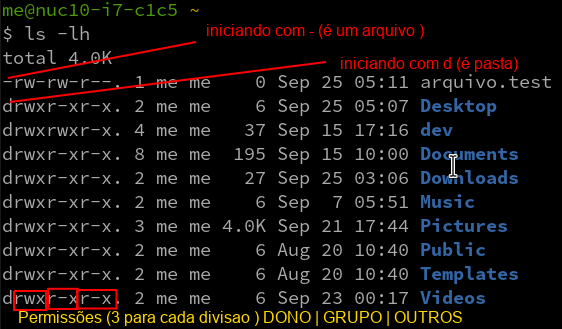 me@nuc10-i7-c1c5 ~
iniciando com - (é um arquivo )
$ ls -lh
total 4.0K
iniciando com d (é pasta)
-rw-rw-r--. 1 me me 0 Sep 25 05:11 arquivo.test
drwxr-xr-x. 2 me me 6 Sep 25 05:07 Desktop
drwxrwxr-x. 4 me me 37 Sep 15 17:16 dev
drwxr-xr-x. 8 me me 195 Sep 15 10:00 Documents
drwxr-xr-x. 2 me me 27 Sep 25 03:06 Downloads
drwxr-xr-x. 2 me me 6 Sep 7 05:51 Music
drwxr-xr-x. 3 me me 4.0K Sep 21 17:44 Pictures
drwxr-xr-x. 2 me me 6 Aug 20 10:40 Public
drwxr-xr-x. 2 me me 6 Aug 20 10:40 Templates
drwxr-xr-x. 2 me me 6 Sep 23 00:17 Videos
Permissões (3 para cada divisao ) DONO | GRUPO | OUTROS